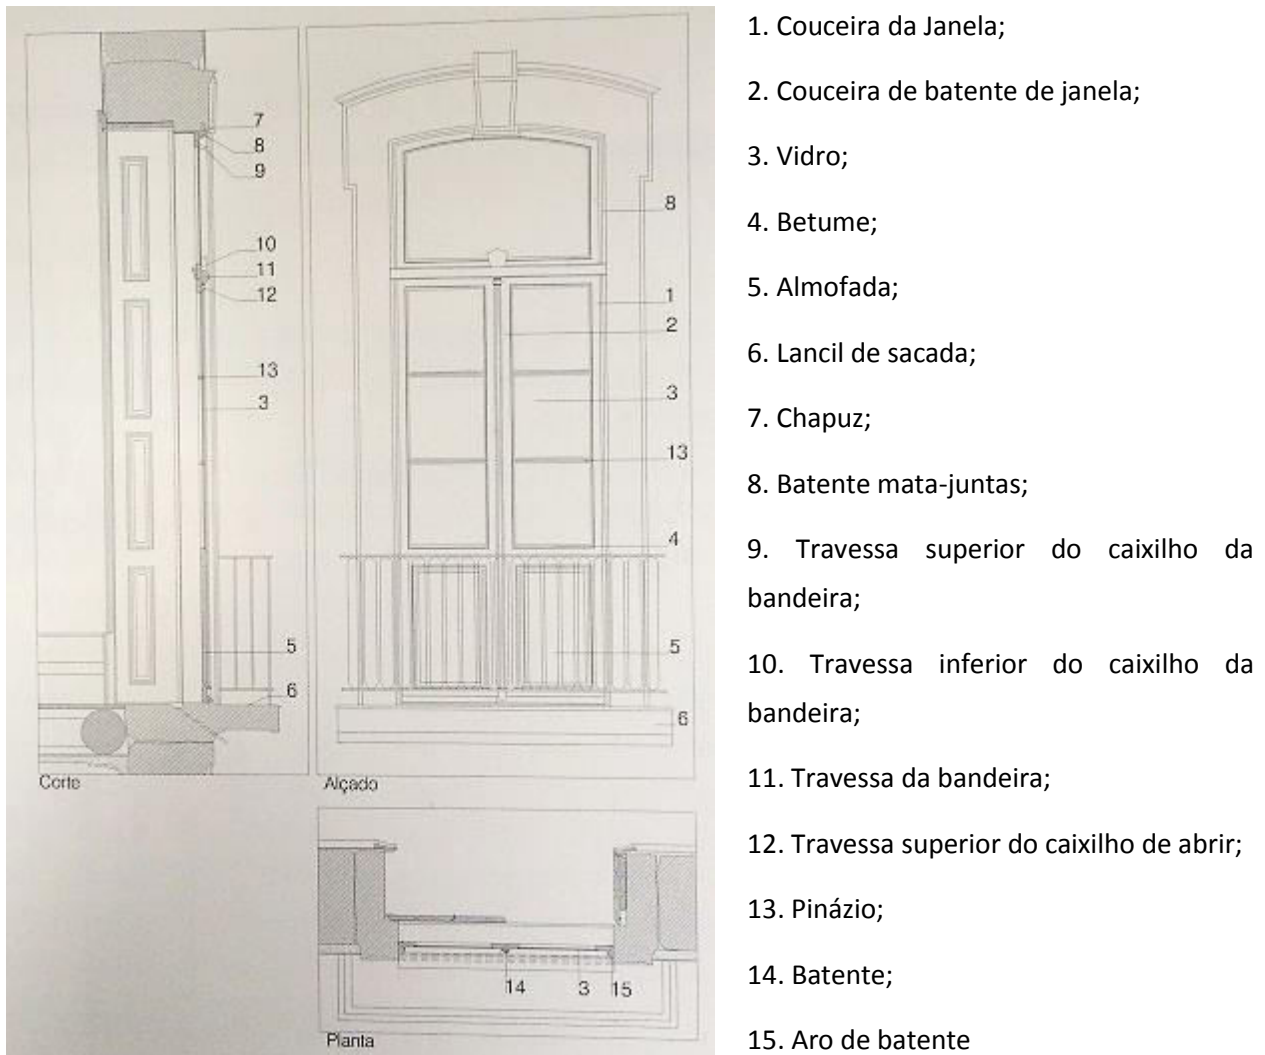 7
8
9
10
11
12
13
3
5
6
Corte
8
1
2
3
13
4
5
6
Alçado
14 3 15
Planta
1. Couceira da Janela;
2. Couceira de batente de janela;
3. Vidro;
4. Betume;
5. Almofada;
6. Lancil de sacada;
7. Chapuz;
8. Batente mata-juntas;
9. Travessa superior do caixilho da
bandeira;
10. Travessa inferior do caixilho da
bandeira;
11. Travessa da bandeira;
12. Travessa superior do caixilho de abrir;
13. Pinázio;
14. Batente;
15. Aro de batente